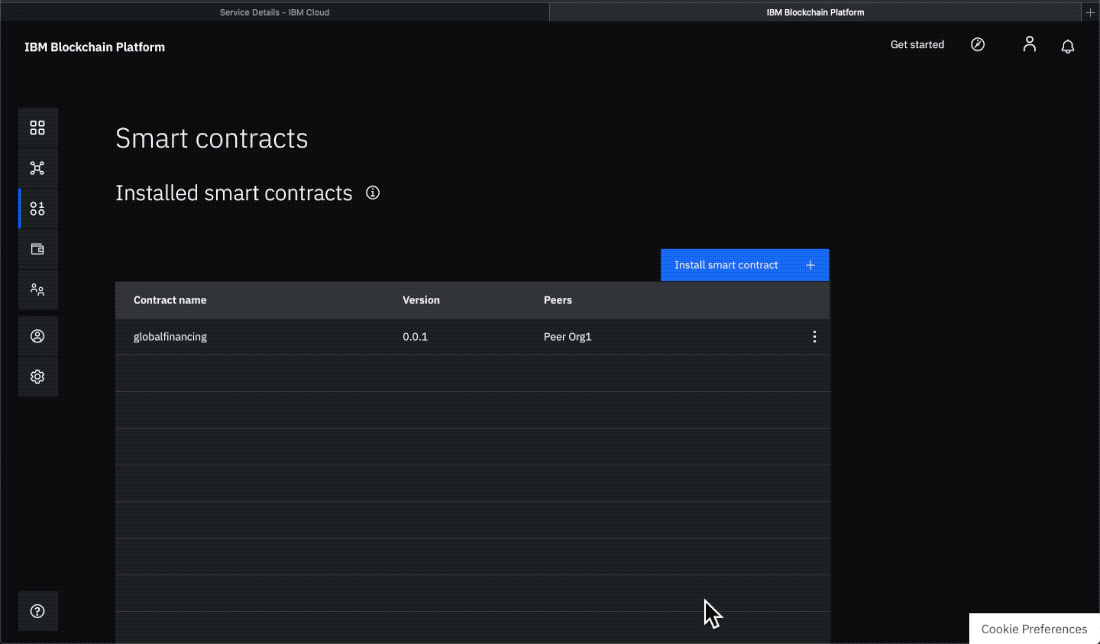 Service Details - IBM Cloud
IBM Blockchain Platform
IBM Blockchain Platform
Get started
Smart contracts
Installed smart contracts
Install smart contract
Contract name Version Peers
globalfinancing 0.0.1 Peer Org1
Cookie Preferences